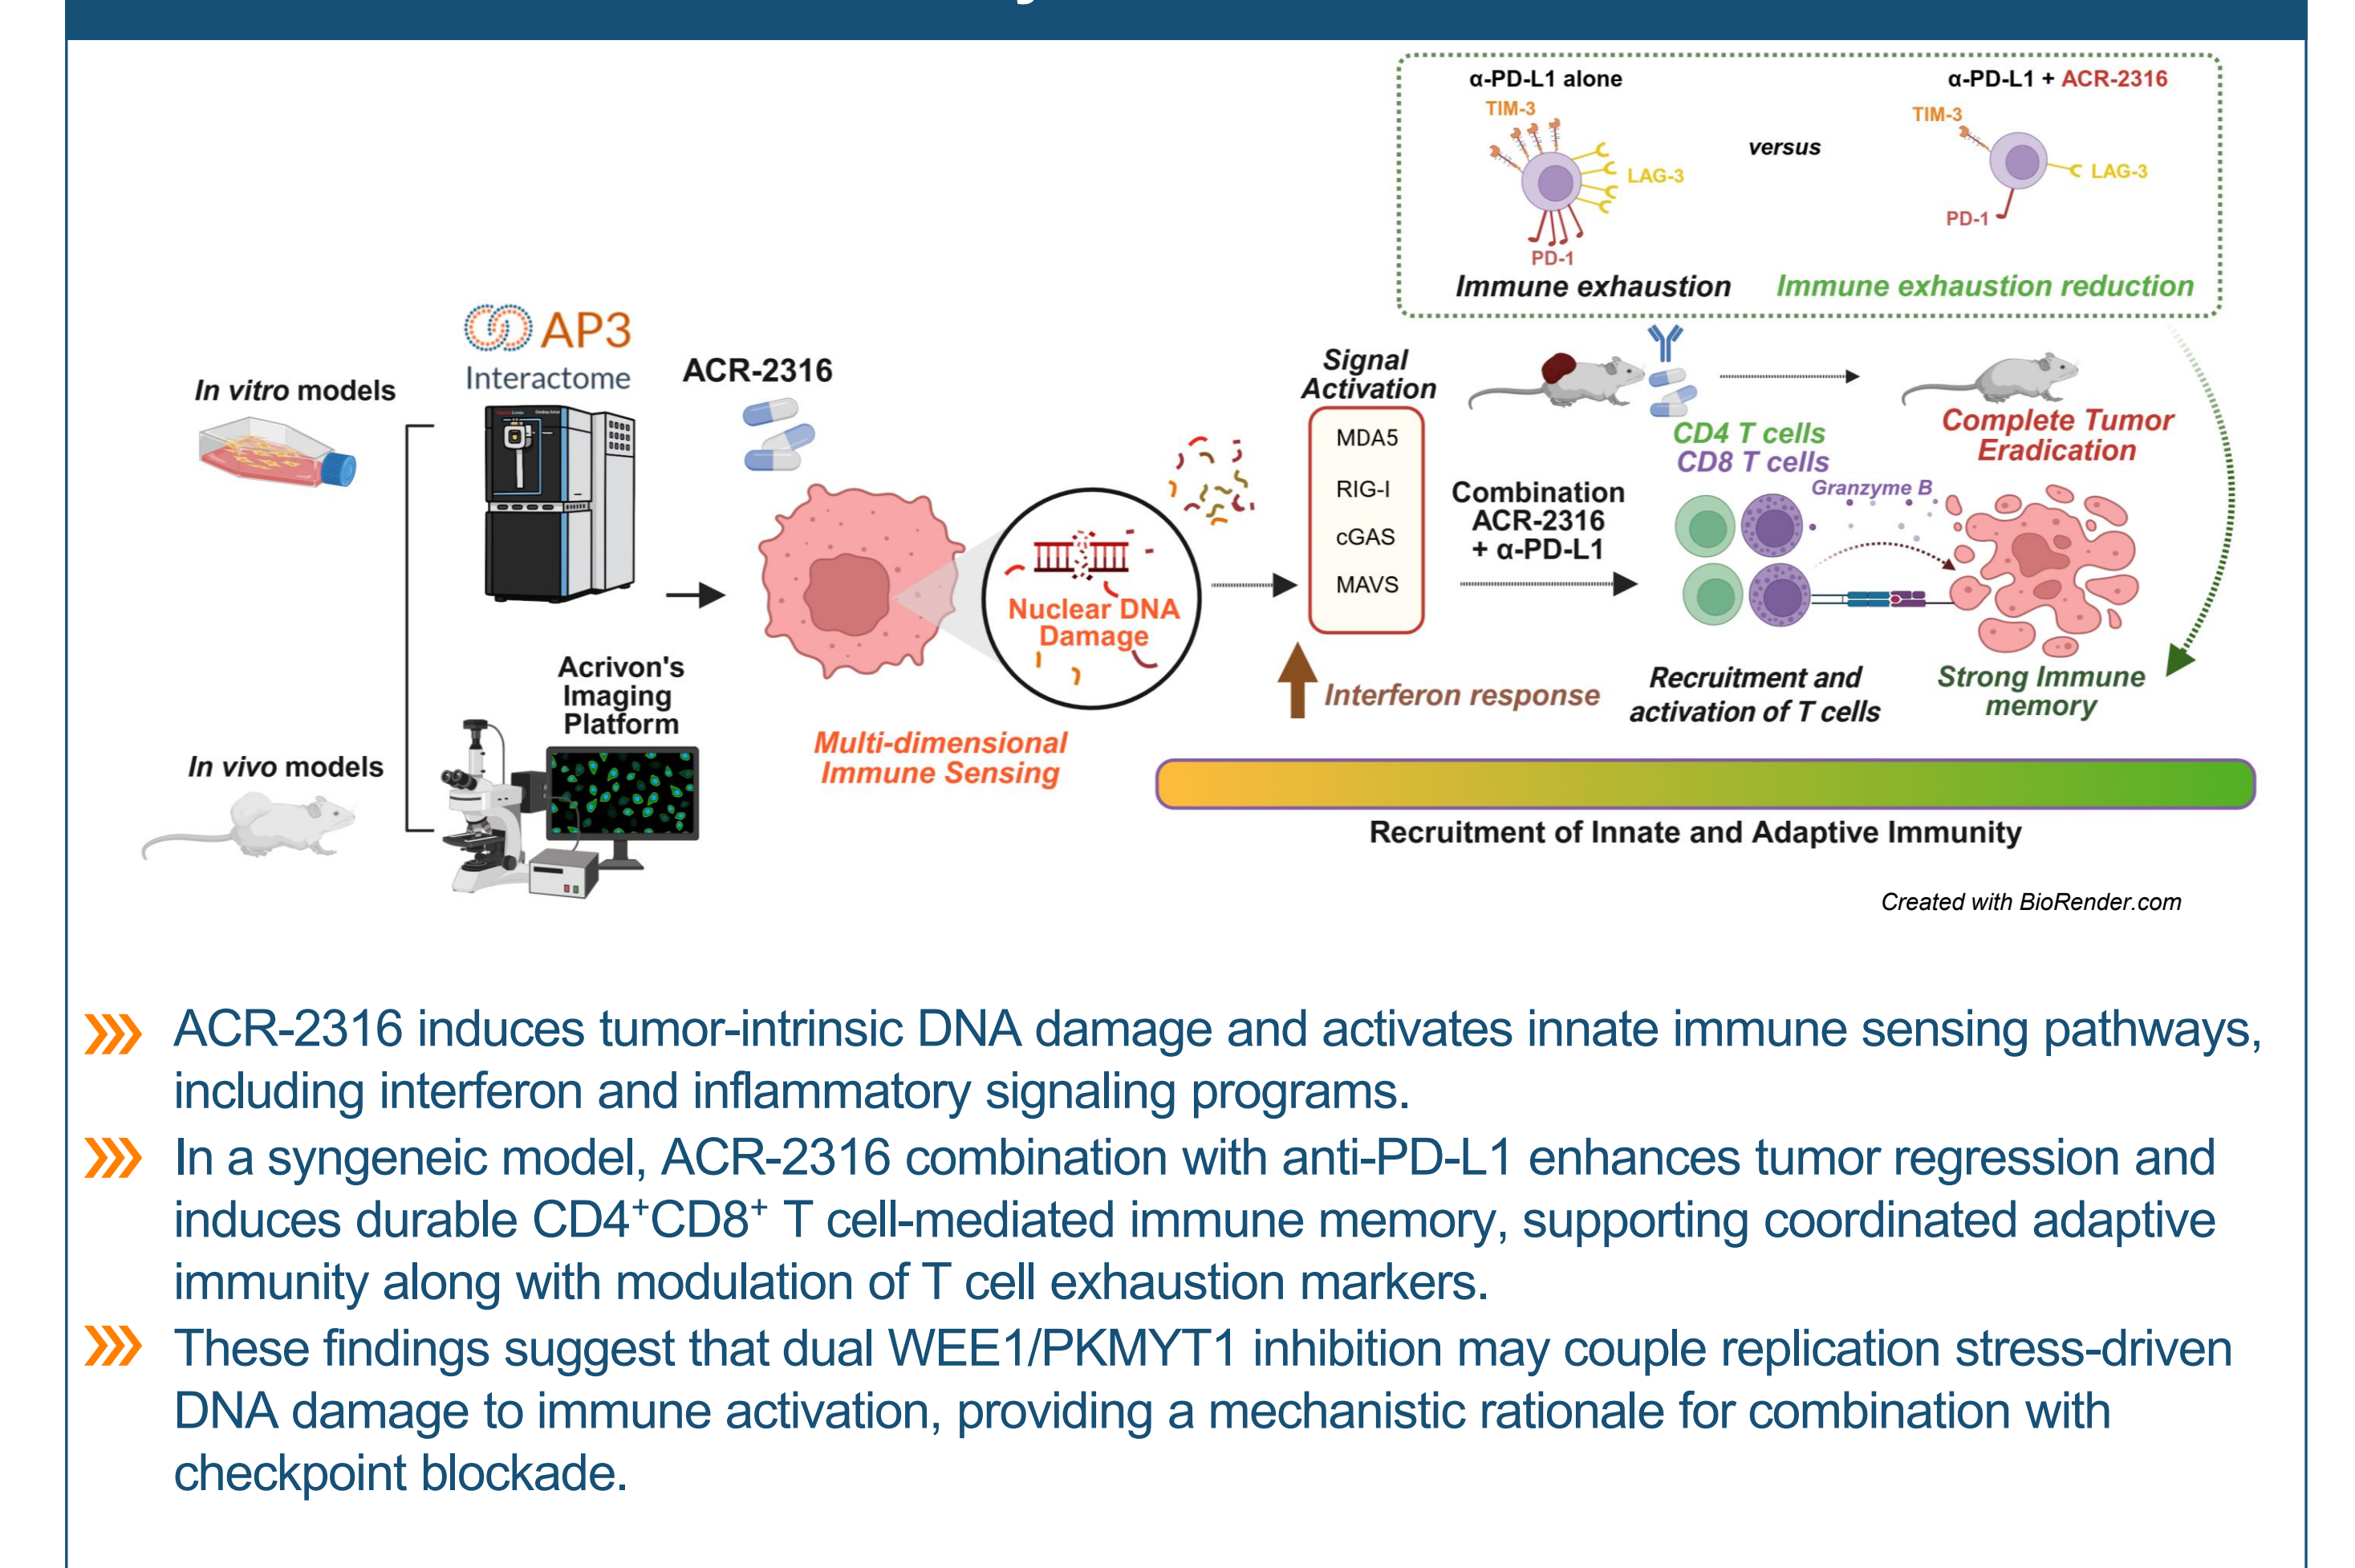 α-PD-L1 alone
α-PD-L1 + ACR-2316
TIM-3
TIM-3
versus
LAG-3
LAG-3
PD-1
PD-1
Immune exhaustion
Immune exhaustion reduction
In vitro models
AP3
Interactome
ACR-2316
Acrivon's
Imaging
Platform
In vivo models
Nuclear DNA
Damage
Multi-dimensional
Immune Sensing
Signal
Activation
MDA5
RIG-I
cGAS
MAVS
Interferon response
Combination
ACR-2316
+ α-PD-L1
CD4 T cells
CD8 T cells
Granzyme B
Complete Tumor
Eradication
Recruitment and
activation of T cells
Strong Immune
memory
Recruitment of Innate and Adaptive Immunity
Created with BioRender.com
ACR-2316 induces tumor-intrinsic DNA damage and activates innate immune sensing pathways,
including interferon and inflammatory signaling programs.
In a syngeneic model, ACR-2316 combination with anti-PD-L1 enhances tumor regression and
induces durable CD4⁺CD8⁺ T cell-mediated immune memory, supporting coordinated adaptive
immunity along with modulation of T cell exhaustion markers.
These findings suggest that dual WEE1/PKMYT1 inhibition may couple replication stress-driven
DNA damage to immune activation, providing a mechanistic rationale for combination with
checkpoint blockade.